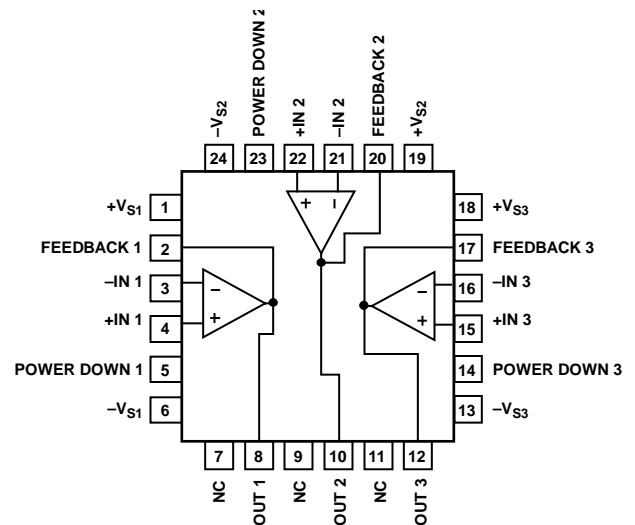 –VS2
POWER DOWN 2
+IN 2
–IN 2
FEEDBACK 2
+VS2
24 23 22 21 20 19
+ –
+VS1 1
FEEDBACK 1 2
–IN 1 3
+IN 1 4
POWER DOWN 1 5
–VS1 6
–
+
18 +VS3
17 FEEDBACK 3
16 –IN 3
15 +IN 3
14 POWER DOWN 3
13 –VS3
–
+
7 8 9 10 11 12
NC
OUT 1
NC
OUT 2
NC
OUT 3